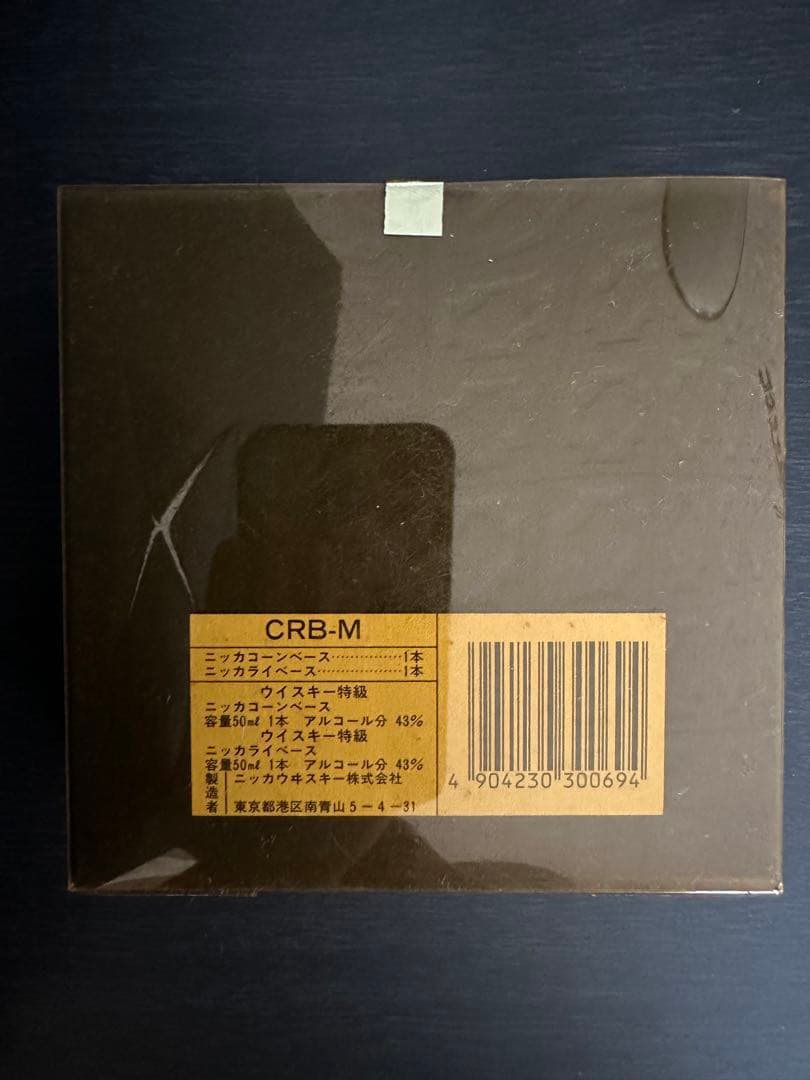 CRB-M
ニッカコーンベース……………1本
ニッカライベース………………1本
ウイスキー特級
ニッカコーンベース
容量50㎖ 1本 アルコール分 43%
ウイスキー特級
ニッカライベース
容量50㎖ 1本 アルコール分 43%
製造者 ニッカウヰスキー株式会社
東京都港区南青山5-4-31
4 904230 300694